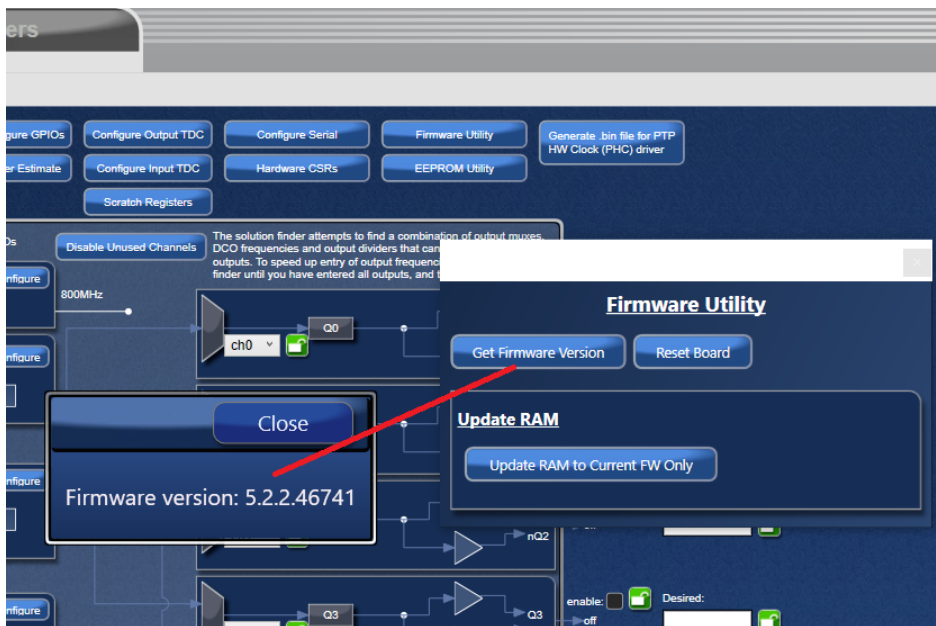 ers
gure GPIOs
Configure Output TDC
Configure Serial
Firmware Utility
Generate .bin file for PTP
HW Clock (PHC) driver
er Estimate
Configure Input TDC
Hardware CSRs
EEPROM Utility
Scratch Registers
Os
Disable Unused Channels
The solution finder attempts to find a combination of output muxes,
DCO frequencies and output dividers that can
outputs. To speed up entry of output frequenci
finder until you have entered all outputs, and t
nfigure
800MHz
ch0
Q0
Firmware Utility
Get Firmware Version
Reset Board
nfigure
Close
Update RAM
Update RAM to Current FW Only
nfigure
Firmware version: 5.2.2.46741
nQ2
off
nfigure
Q3
Q3
enable:
Desired:
off